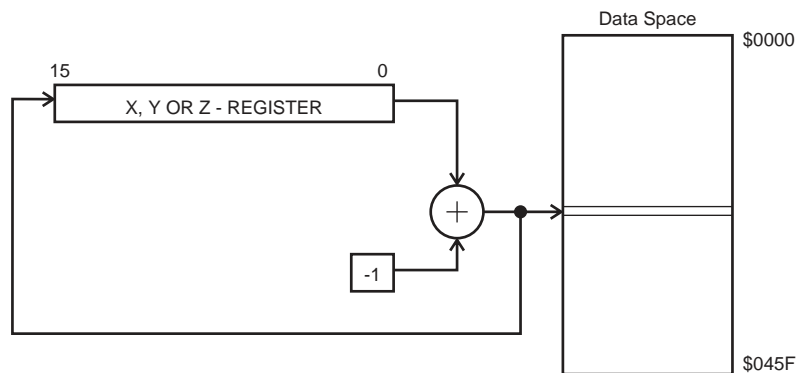 Data Space
$0000
15 0
X, Y OR Z - REGISTER
+
-1
$045F